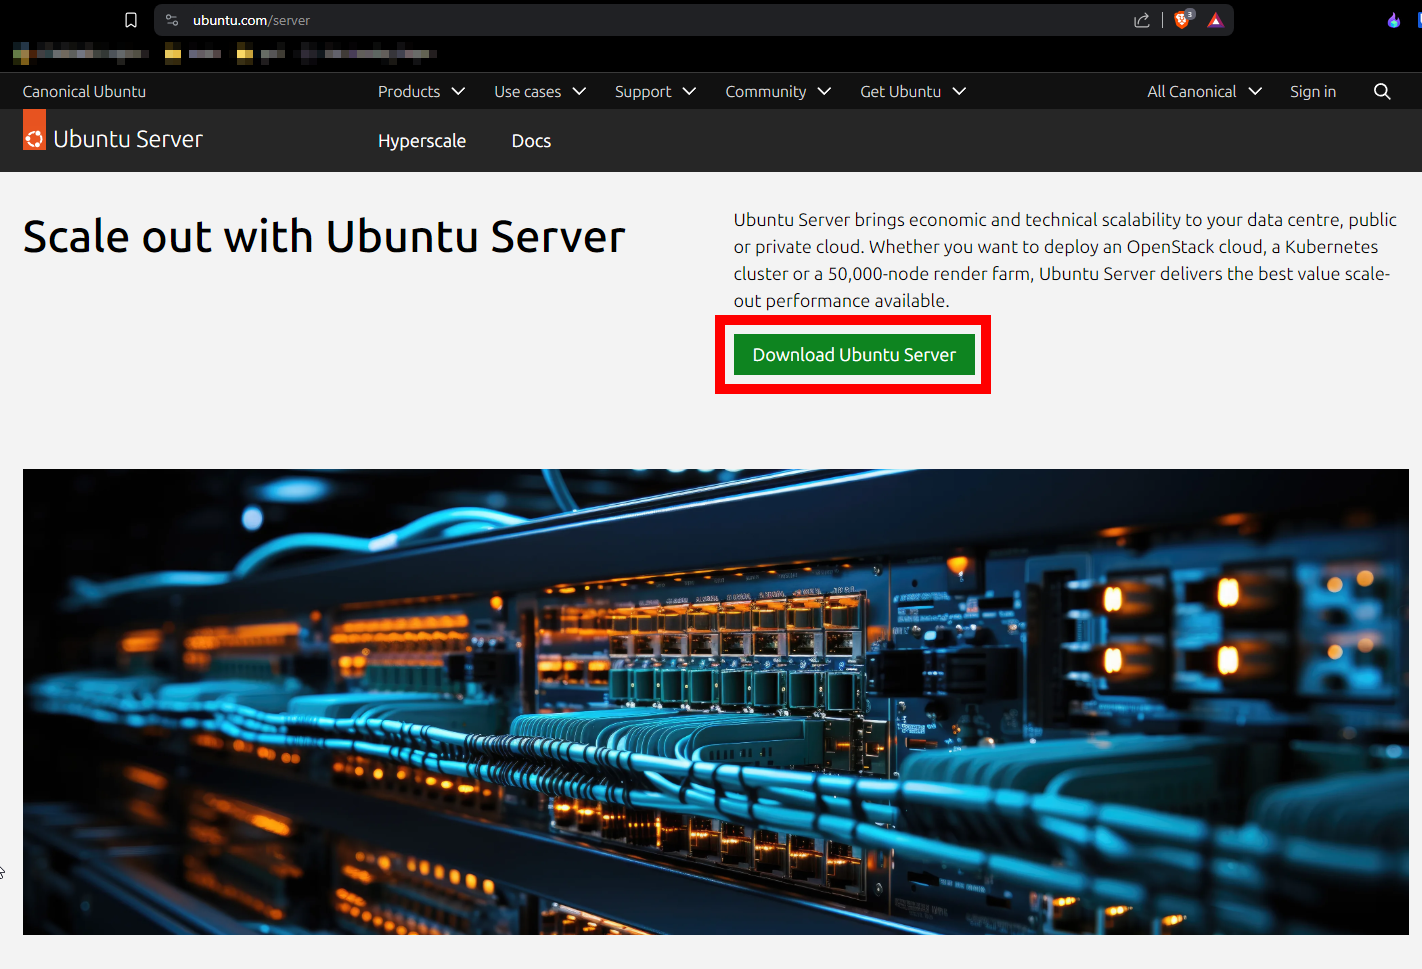 ubuntu.com/server
3
Canonical Ubuntu
Products
Use cases
Support
Community
Get Ubuntu
All Canonical
Sign in
Ubuntu Server
Hyperscale
Docs
Scale out with Ubuntu Server
Ubuntu Server brings economic and technical scalability to your data centre, public
or private cloud. Whether you want to deploy an OpenStack cloud, a Kubernetes
cluster or a 50,000-node render farm, Ubuntu Server delivers the best value scale-
out performance available.
Download Ubuntu Server